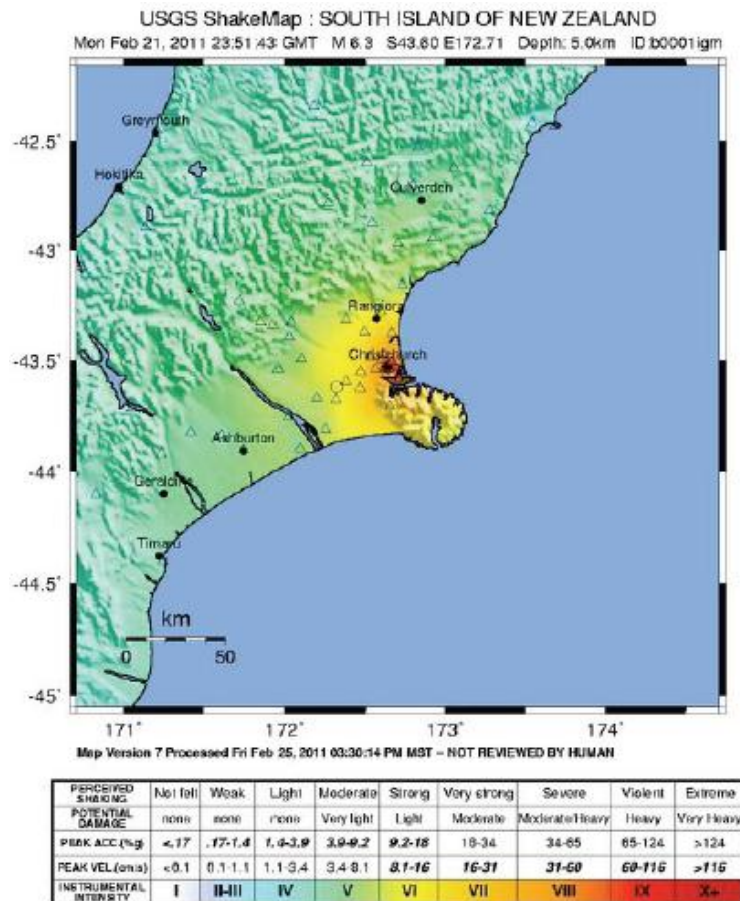 USGS ShakeMap : SOUTH ISLAND OF NEW ZEALAND
Mon Feb 21, 2011 23:51:43 GMT M 6.3 S43.60 E172.71 Depth: 5.0km ID:b0001igm
Greymouth
-42.5°
Hokitika
Culverden
-43°
Rangiora
Christchurch
-43.5°
Ashburton
-44°
Geraldine
Timaru
-44.5°
km
0 50
-45°
171° 172° 173° 174°
Map Version 7 Processed Fri Feb 25, 2011 03:30:14 PM MST -- NOT REVIEWED BY HUMAN
PERCEIVED SHAKING Not felt Weak Light Moderate Strong Very strong Severe Violent Extreme
POTENTIAL DAMAGE none none none Very light Light Moderate Moderate/Heavy Heavy Very Heavy
PEAK ACC.(%g) <.17 .17-1.4 1.4-3.9 3.9-9.2 9.2-18 18-34 34-65 65-124 >124
PEAK VEL.(cm/s) <0.1 0.1-1.1 1.1-3.4 3.4-8.1 8.1-16 16-31 31-60 60-116 >116
INSTRUMENTAL INTENSITY I II-III IV V VI VII VIII IX X+